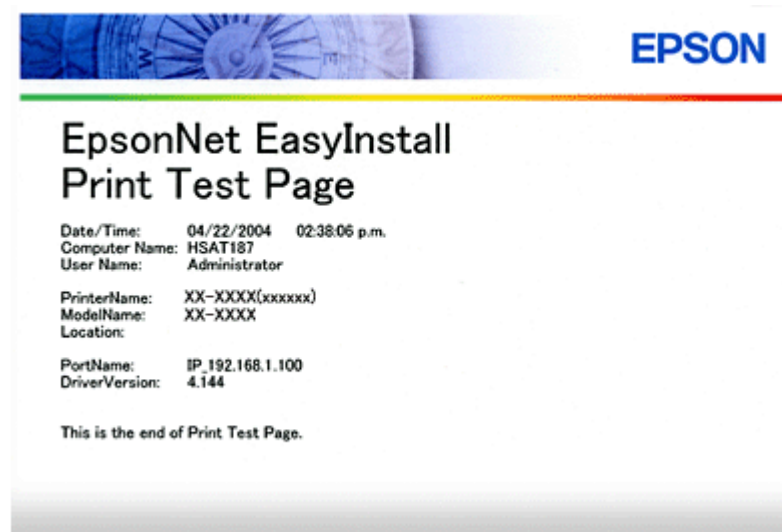 EPSON
EpsonNet EasyInstall
Print Test Page
Date/Time: 04/22/2004 02:38:06 p.m.
Computer Name: HSAT187
User Name: Administrator
PrinterName: XX-XXXX(xxxxxx)
ModelName: XX-XXXX
Location:
PortName: IP_192.168.1.100
DriverVersion: 4.144
This is the end of Print Test Page.